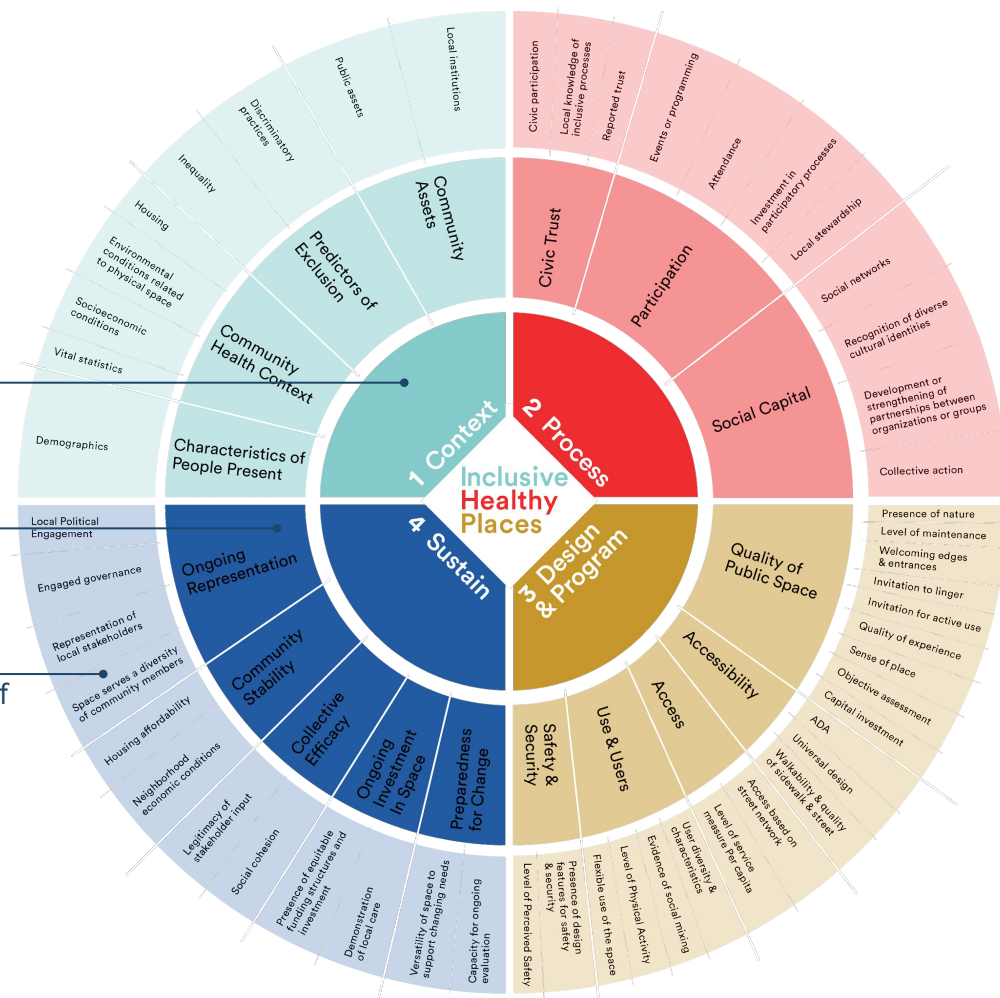 Inclusive
Healthy
Places
1 Context
Community
Assets
Local institutions
Public assets
Predictors of
Exclusion
Discriminatory
practices
Inequality
Community
Health Context
Housing
Environmental
conditions related
to physical space
Socioeconomic
conditions
Vital statistics
Characteristics of
People Present
Demographics
2 Process
Civic Trust
Civic participation
Local knowledge of
inclusive processes
Reported trust
Participation
Events or programming
Attendance
Investment in
participatory processes
Local stewardship
Social Capital
Social networks
Recognition of diverse
cultural identities
Development or
strengthening of
partnerships between
organizations or groups
Collective action
3 Design
& Program
Quality of
Public Space
Presence of nature
Level of maintenance
Welcoming edges
& entrances
Invitation to linger
Invitation for active use
Quality of experience
Sense of place
Objective assessment
Capital investment
Accessibility
ADA
Universal design
Walkability & quality
of sidewalk & street
Access
Access based on
street network
Level of service
measure Per capita
Use & Users
User diversity &
characteristics
Evidence of social mixing
Level of Physical Activity
Flexible use of the space
Safety &
Security
Presence of design
features for safety
& security
Level of Perceived Safety
4 Sustain
Ongoing
Representation
Local Political
Engagement
Engaged governance
Representation of
local stakeholders
Space serves a diversity
of community members
Community
Stability
Housing affordability
Neighborhood
economic conditions
Collective
Efficacy
Legitimacy of
stakeholder input
Social cohesion
Ongoing
Investment
In Space
Presence of equitable
funding structures and
investment
Demonstration
of local care
Preparedness
for Change
Versatility of space to
support changing needs
Capacity for ongoing
evaluation
f